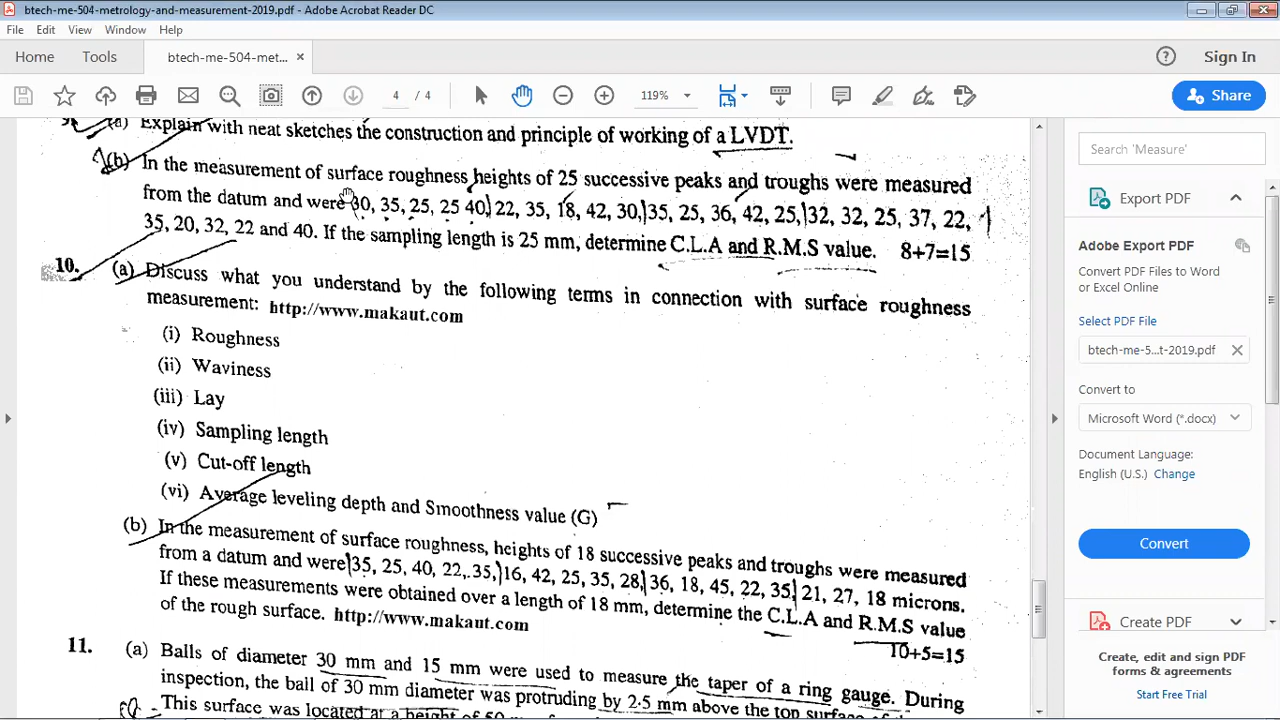 btech-me-504-metrology-and-measurement-2019.pdf - Adobe Acrobat Reader DC
File Edit View Window Help
Home Tools btech-me-504-met... × Sign In
4 / 4 119% Share
(a) Explain with neat sketches the construction and principle of working of a LVDT.
(b) In the measurement of surface roughness heights of 25 successive peaks and troughs were measured
from the datum and were 30, 35, 25, 25 40, 22, 35, 18, 42, 30, 35, 25, 36, 42, 25, 32, 32, 25, 37, 22,
35, 20, 32, 22 and 40. If the sampling length is 25 mm, determine C.L.A and R.M.S value. 8+7=15
10. (a) Discuss what you understand by the following terms in connection with surface roughness
measurement: http://www.makaut.com
(i) Roughness
(ii) Waviness
(iii) Lay
(iv) Sampling length
(v) Cut-off length
(vi) Average leveling depth and Smoothness value (G)
(b) In the measurement of surface roughness, heights of 18 successive peaks and troughs were measured
from a datum and were 35, 25, 40, 22, 35, 16, 42, 25, 35, 28, 36, 18, 45, 22, 35, 21, 27, 18 microns.
If these measurements were obtained over a length of 18 mm, determine the C.L.A and R.M.S value
of the rough surface. http://www.makaut.com
10+5=15
11. (a) Balls of diameter 30 mm and 15 mm were used to measure the taper of a ring gauge. During
inspection, the ball of 30 mm diameter was protruding by 2·5 mm above the top surface of the
This surface was located at a height of
Search 'Measure'
Export PDF
Adobe Export PDF
Convert PDF Files to Word
or Excel Online
Select PDF File
btech-me-5...t-2019.pdf ×
Convert to
Microsoft Word (*.docx)
Document Language:
English (U.S.) Change
Convert
Create PDF
Create, edit and sign PDF
forms & agreements
Start Free Trial